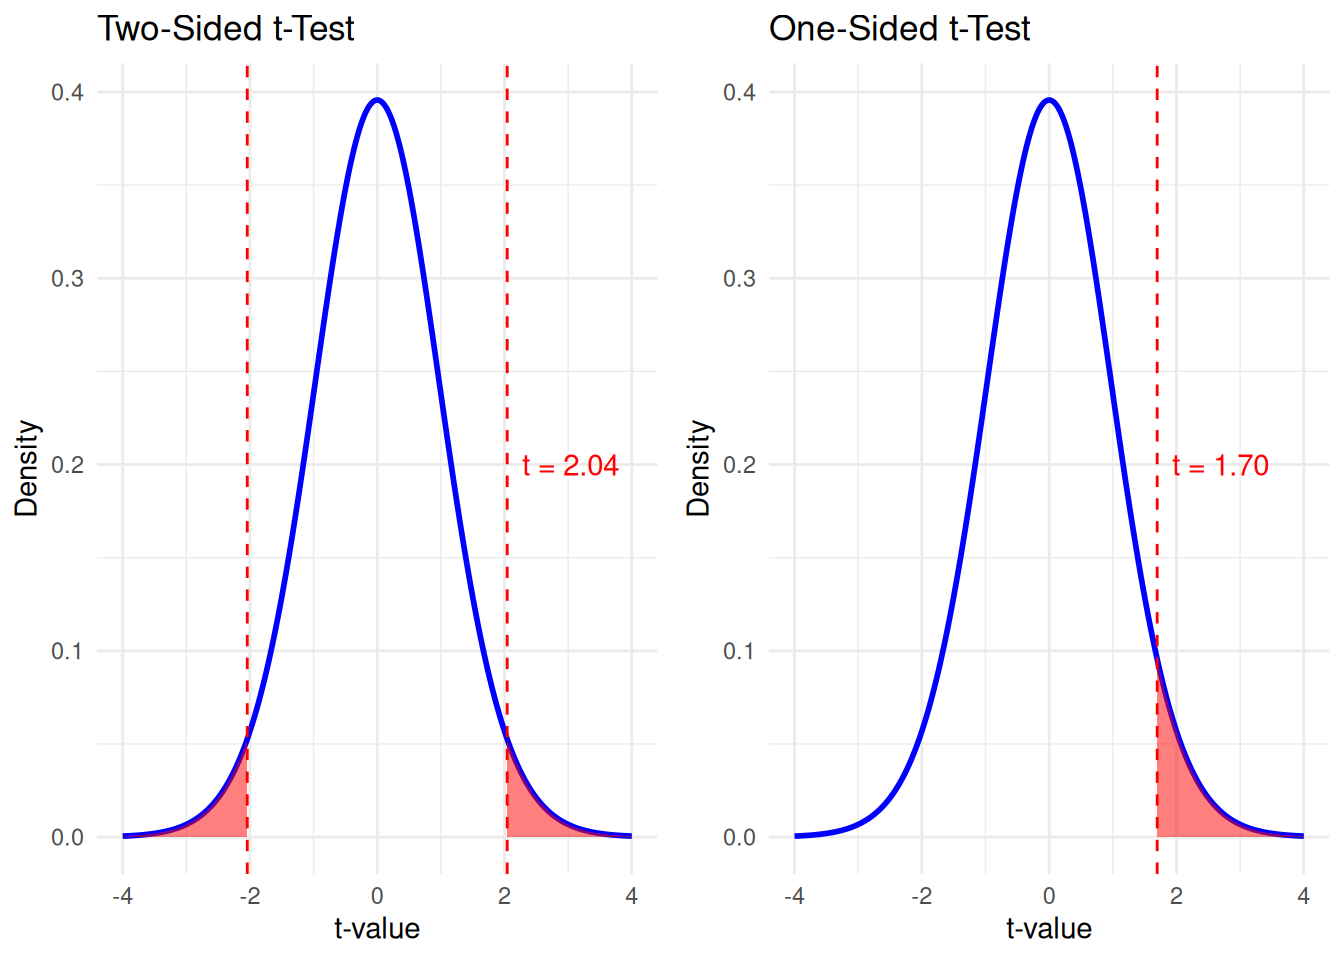 Two-Sided t-Test
0.4
0.3
0.2
0.1
0.0
Density
t = 2.04
-4 -2 0 2 4
t-value
One-Sided t-Test
0.4
0.3
0.2
0.1
0.0
Density
t = 1.70
-4 -2 0 2 4
t-value